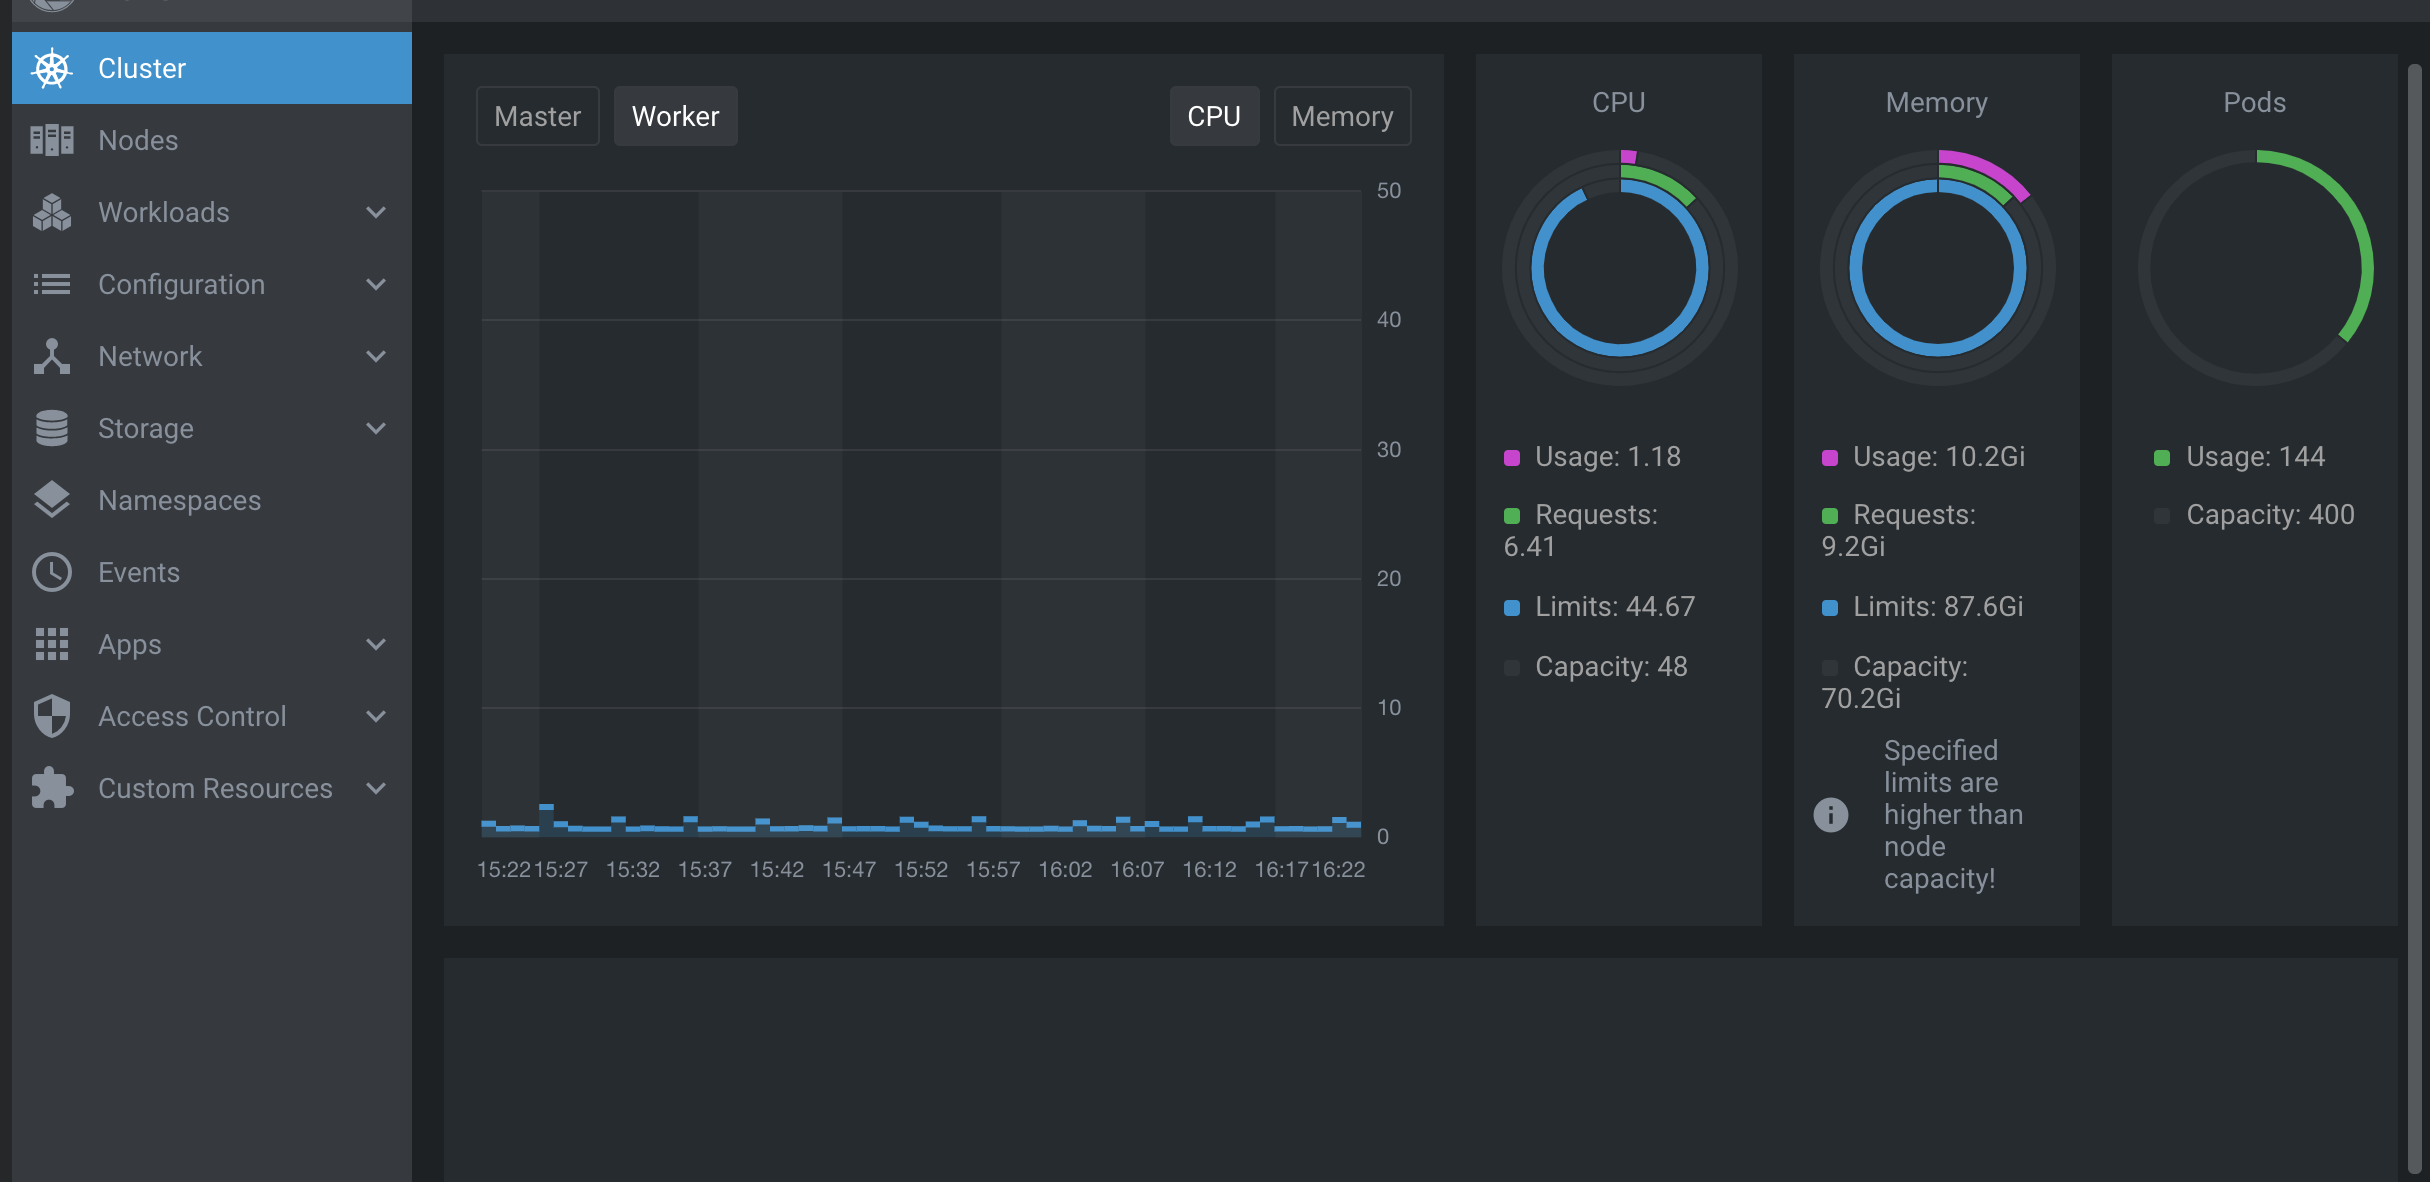 Cluster
Nodes
Workloads
Configuration
Network
Storage
Namespaces
Events
Apps
Access Control
Custom Resources
Master
Worker
CPU
Memory
50
40
30
20
10
0
15:22
15:27
15:32
15:37
15:42
15:47
15:52
15:57
16:02
16:07
16:12
16:17
16:22
CPU
Usage: 1.18
Requests:
6.41
Limits: 44.67
Capacity: 48
Memory
Usage: 10.2Gi
Requests:
9.2Gi
Limits: 87.6Gi
Capacity:
70.2Gi
Specified
limits are
higher than
node
capacity!
Pods
Usage: 144
Capacity: 400